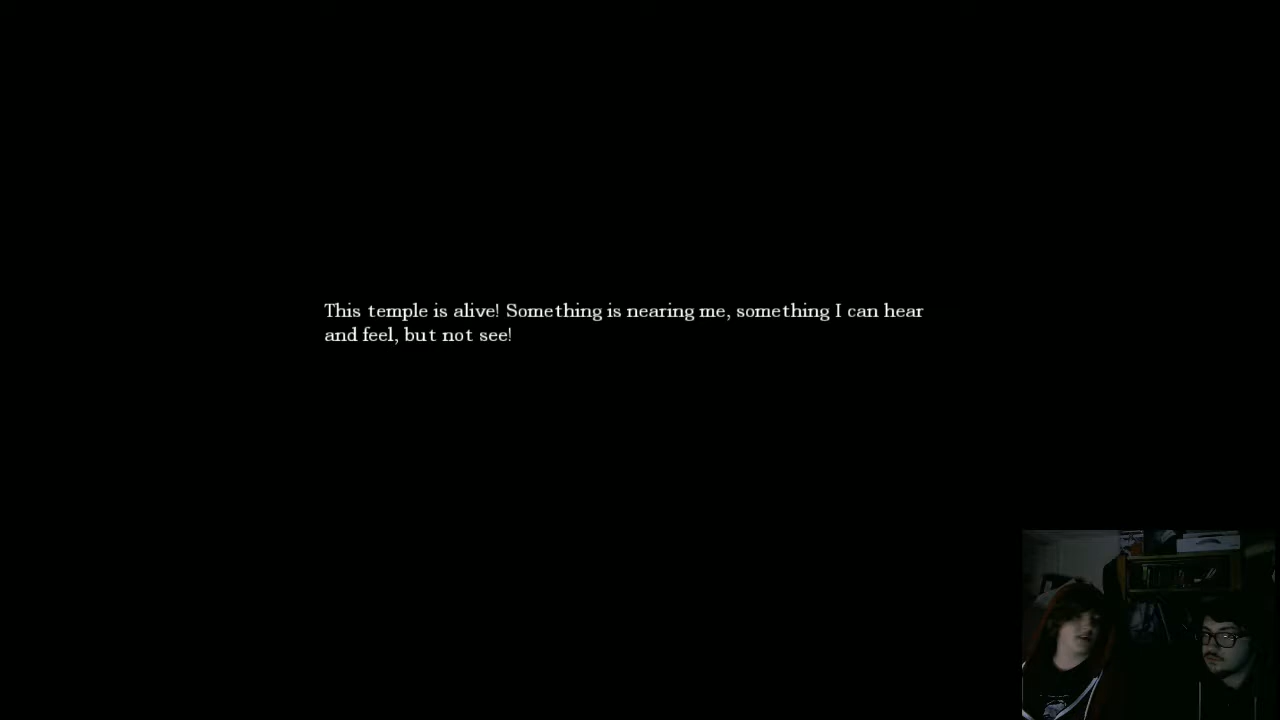 This temple is alive! Something is nearing me, something I can hear
and feel, but not see!